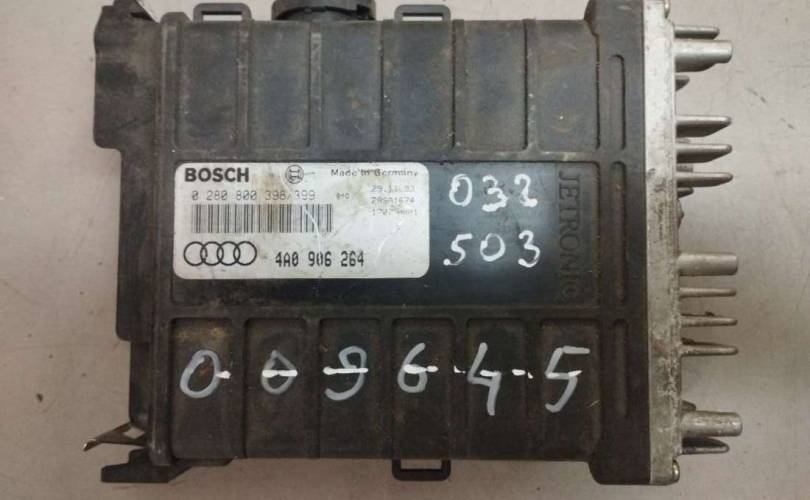 BOSCH Made in Germany
0 280 800 398/399
4A0 906 264
032
503
JETRONIC
0 0 9 6 4 5